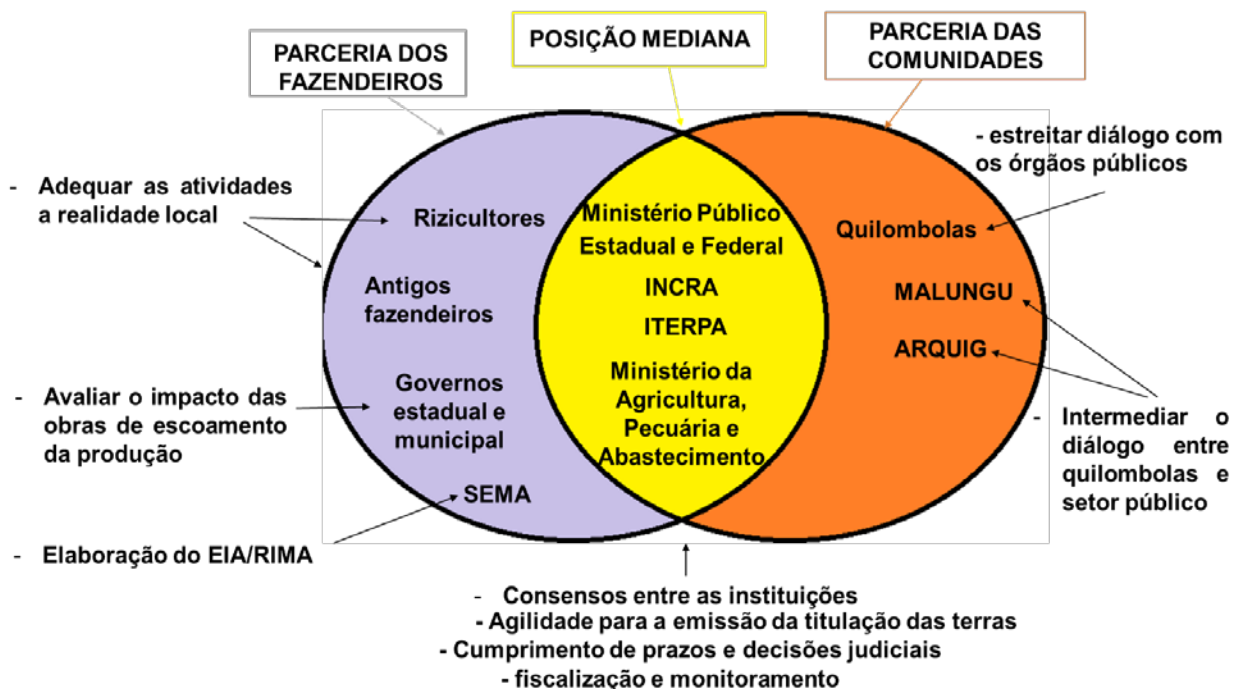 PARCERIA DOS
FAZENDEIROS
POSIÇÃO MEDIANA
PARCERIA DAS
COMUNIDADES
- Adequar as atividades
a realidade local
- Avaliar o impacto das
obras de escoamento
da produção
- Elaboração do EIA/RIMA
Rizicultores
Antigos
fazendeiros
Governos
estadual e
municipal
SEMA
Ministério Público
Estadual e Federal
INCRA
ITERPA
Ministério da
Agricultura,
Pecuária e
Abastecimento
Quilombolas
MALUNGU
ARQUIG
- estreitar diálogo com
os órgãos públicos
- Intermediar o
diálogo entre
quilombolas e
setor público
- Consensos entre as instituições
- Agilidade para a emissão da titulação das terras
- Cumprimento de prazos e decisões judiciais
- fiscalização e monitoramento